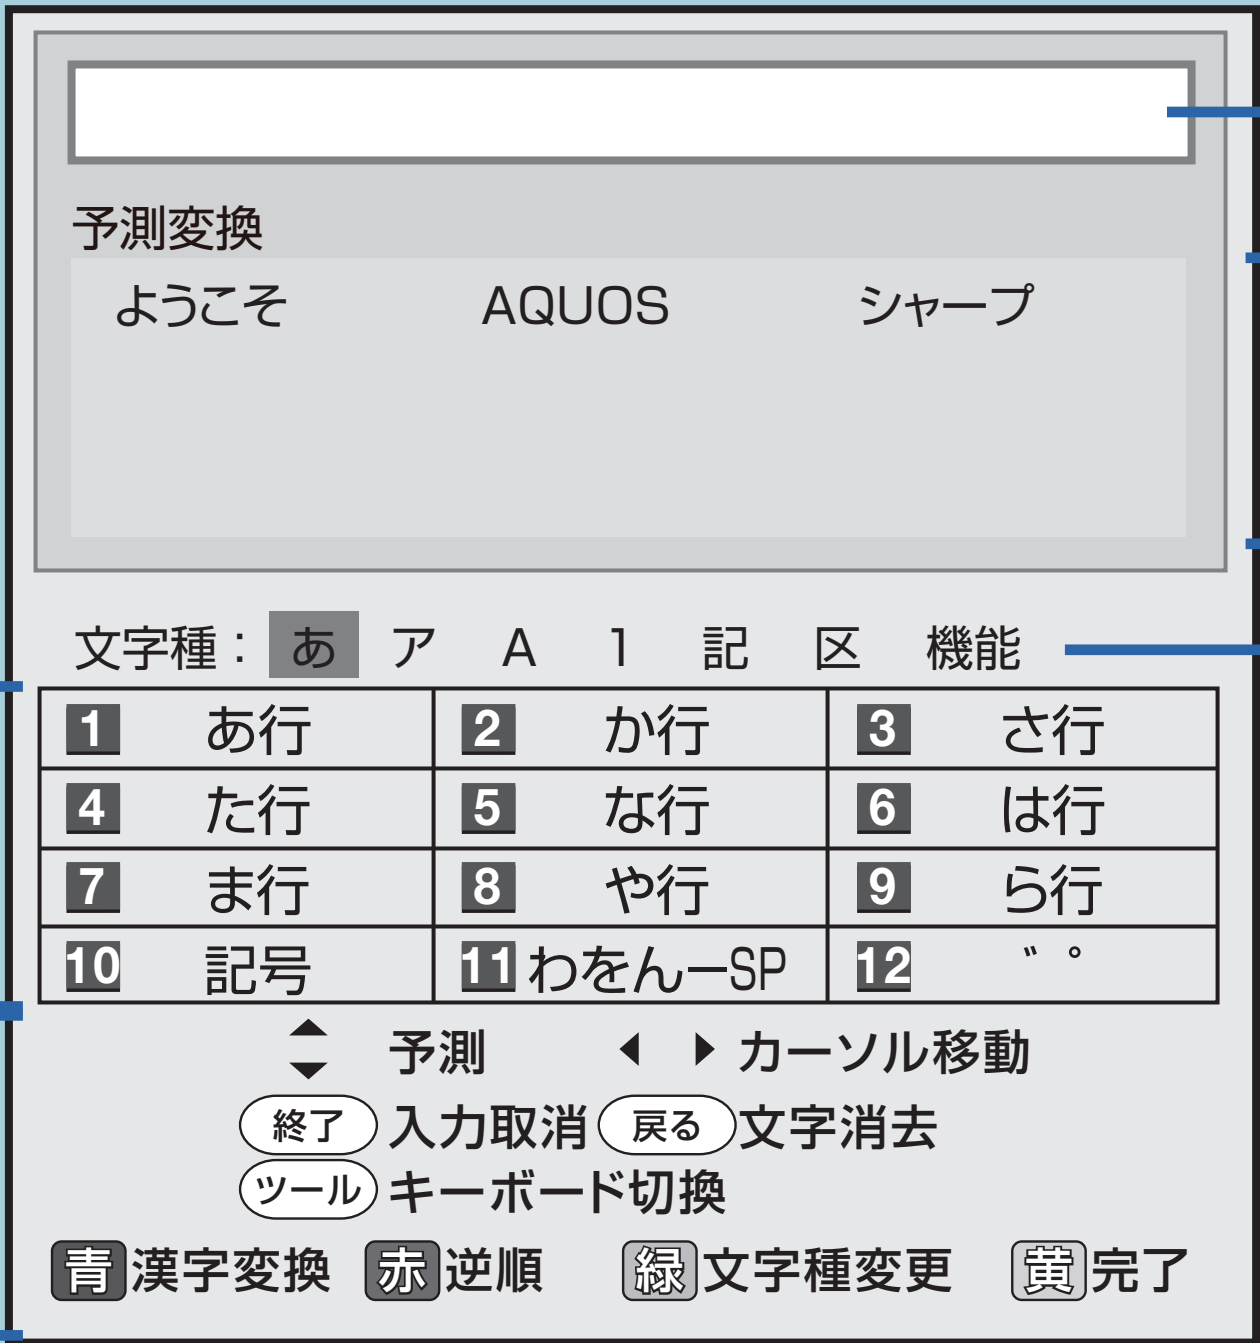 予測変換
ようこそ AQUOS シャープ
文字種： あ ア A 1 記 区 機能
1 あ行 2 か行 3 さ行
4 た行 5 な行 6 は行
7 ま行 8 や行 9 ら行
10 記号 11 わをんーSP 12 ゛゜
予測 カーソル移動
終了 入力取消 戻る 文字消去
ツール キーボード切換
青 漢字変換 赤 逆順 緑 文字種変更 黄 完了